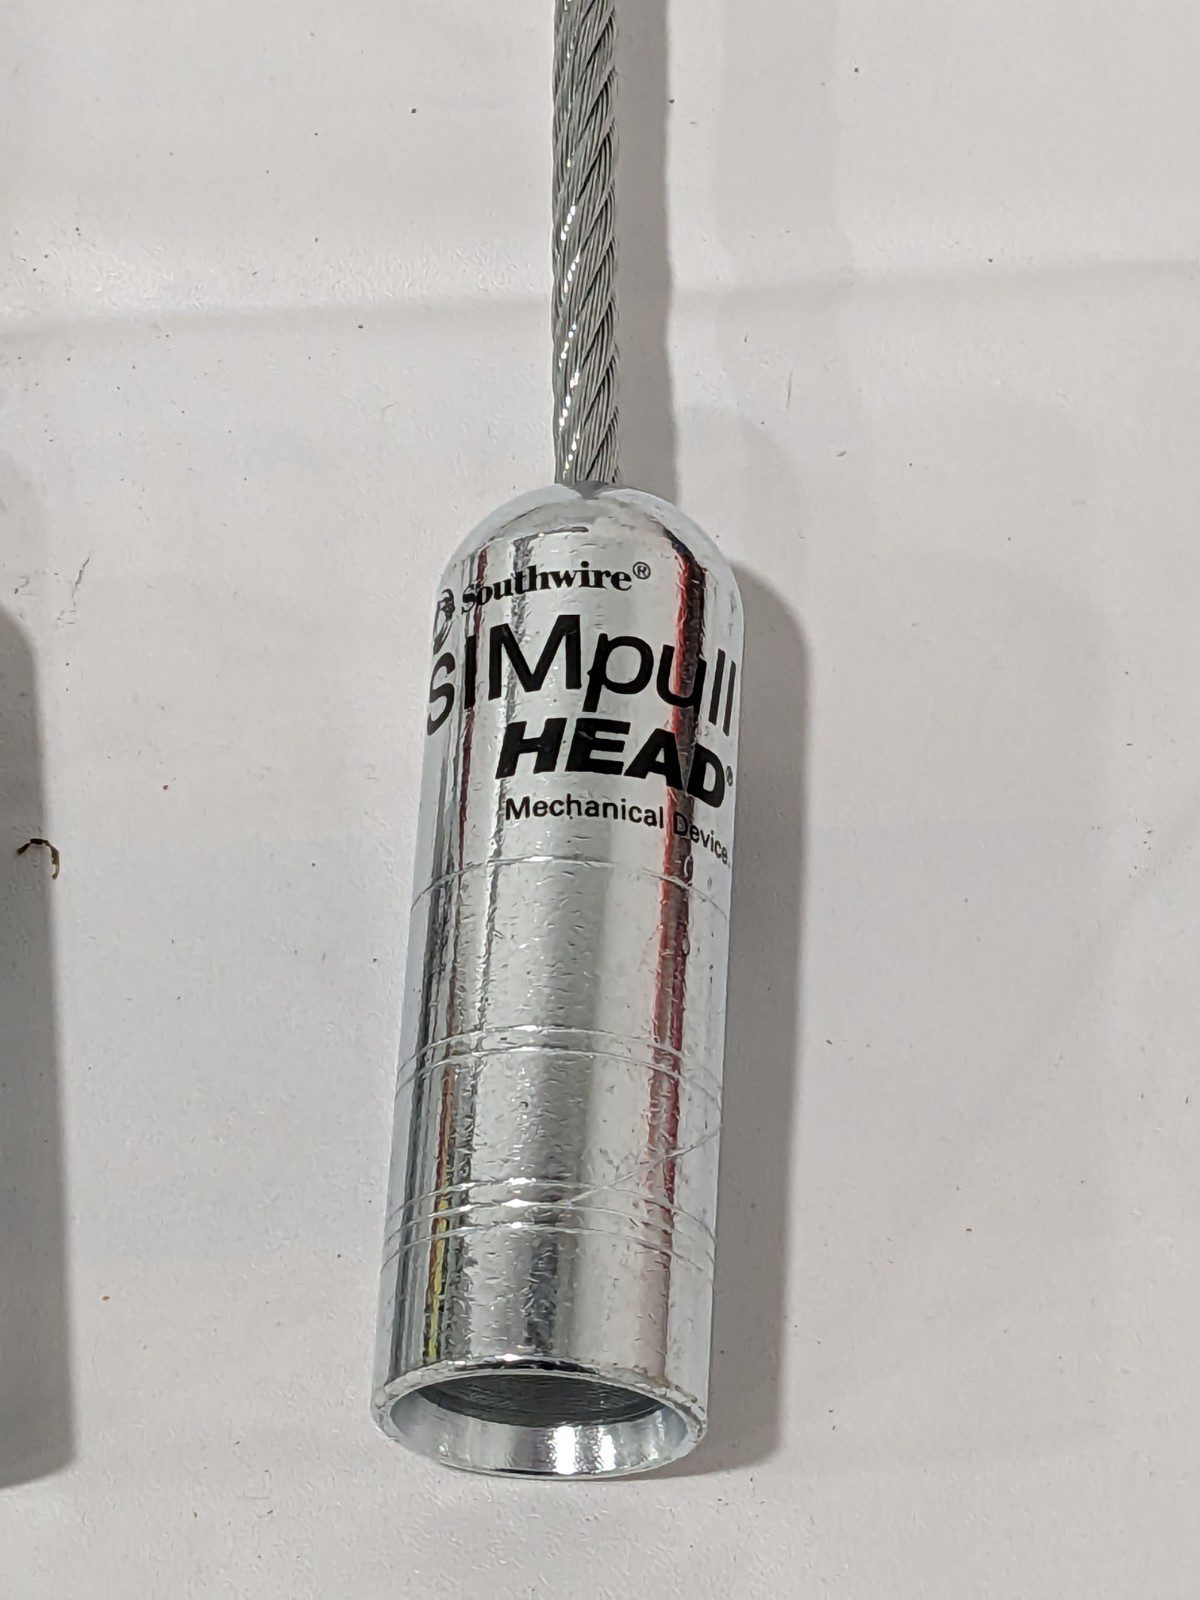 Southwire®
SIMpull
HEAD®
Mechanical Device